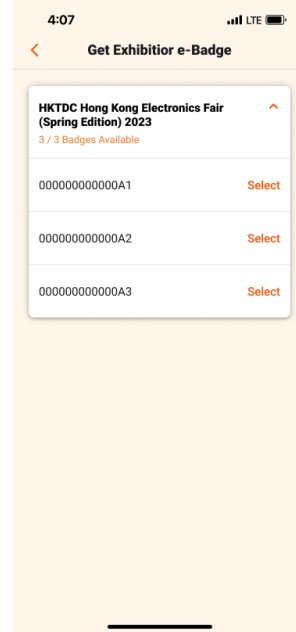 4:07 LTE
Get Exhibitior e-Badge
HKTDC Hong Kong Electronics Fair
(Spring Edition) 2023
3 / 3 Badges Available
000000000000A1 Select
000000000000A2 Select
000000000000A3 Select